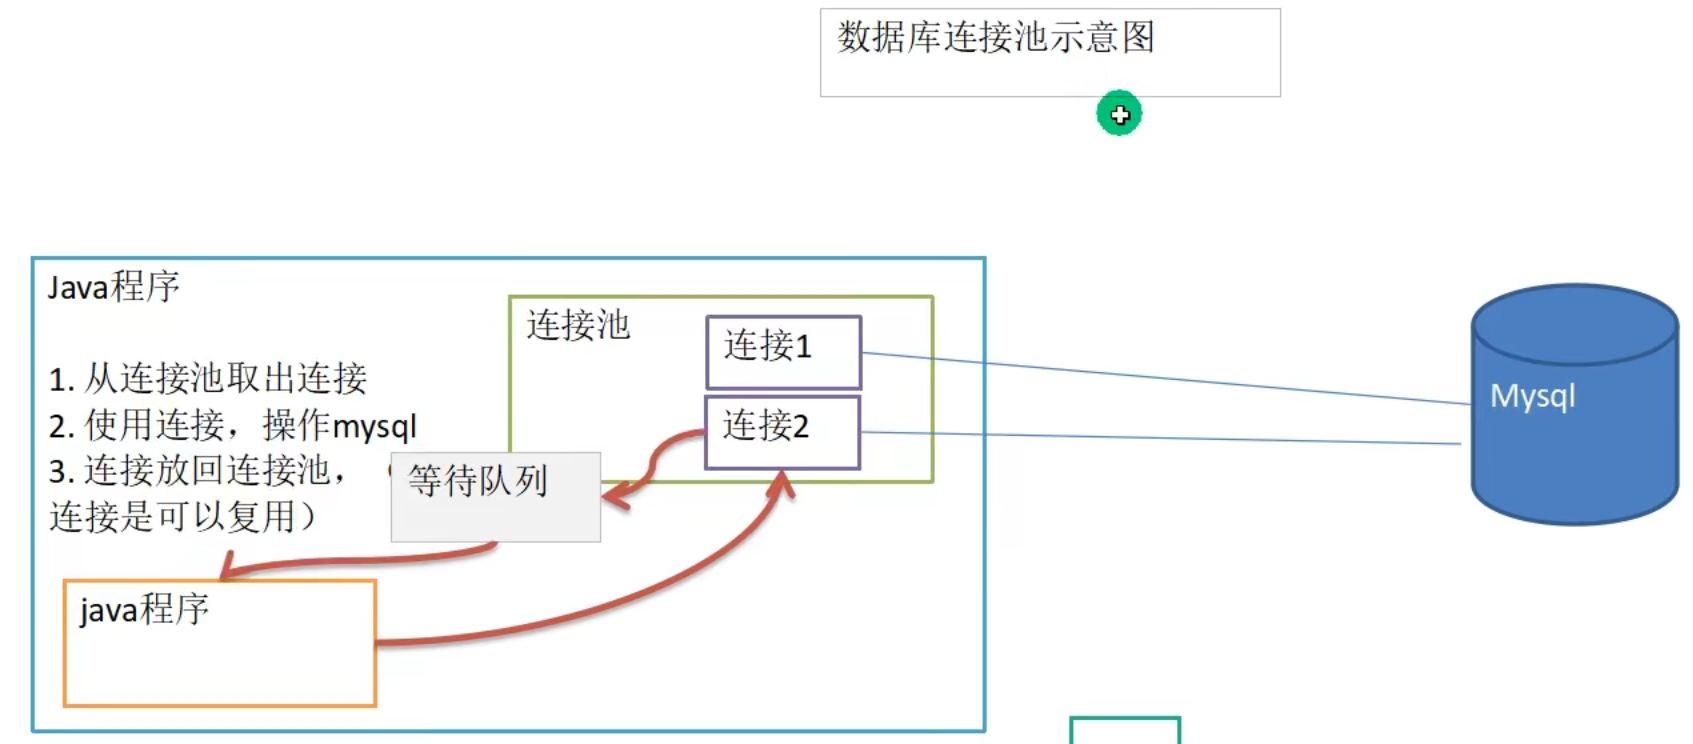 数据库连接池示意图
Java程序
1. 从连接池取出连接
2. 使用连接，操作mysql
3. 连接放回连接池，（
连接是可以复用）
连接池
连接1
连接2
等待队列
java程序
Mysql